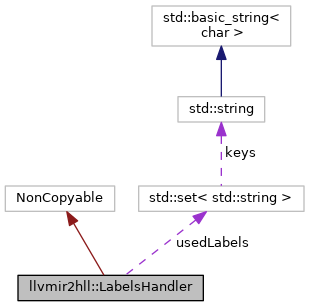 std::basic_string<
char >
std::string
keys
NonCopyable
std::set< std::string >
usedLabels
llvmir2hll::LabelsHandler